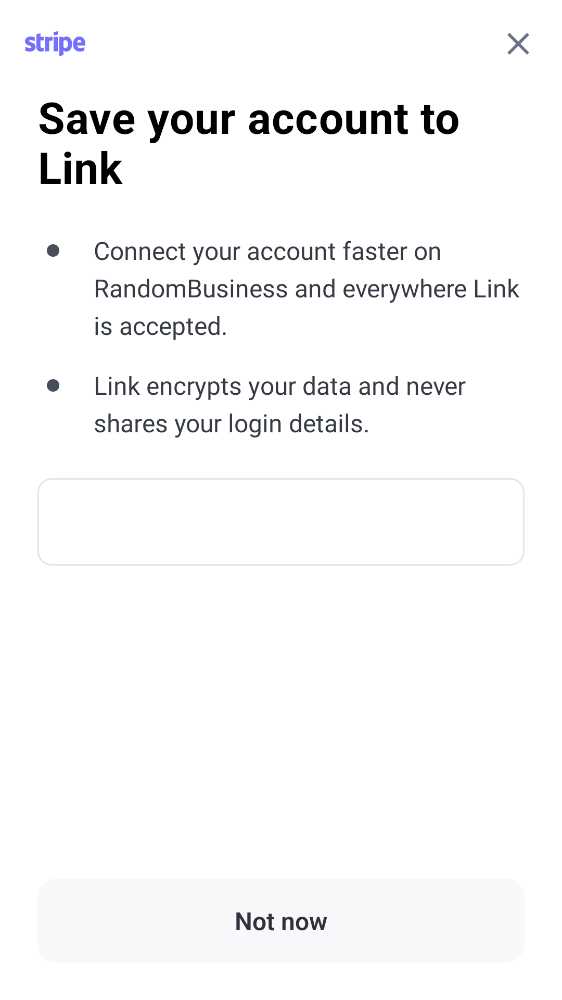 stripe
Save your account to
Link
Connect your account faster on
RandomBusiness and everywhere Link
is accepted.
Link encrypts your data and never
shares your login details.
Not now